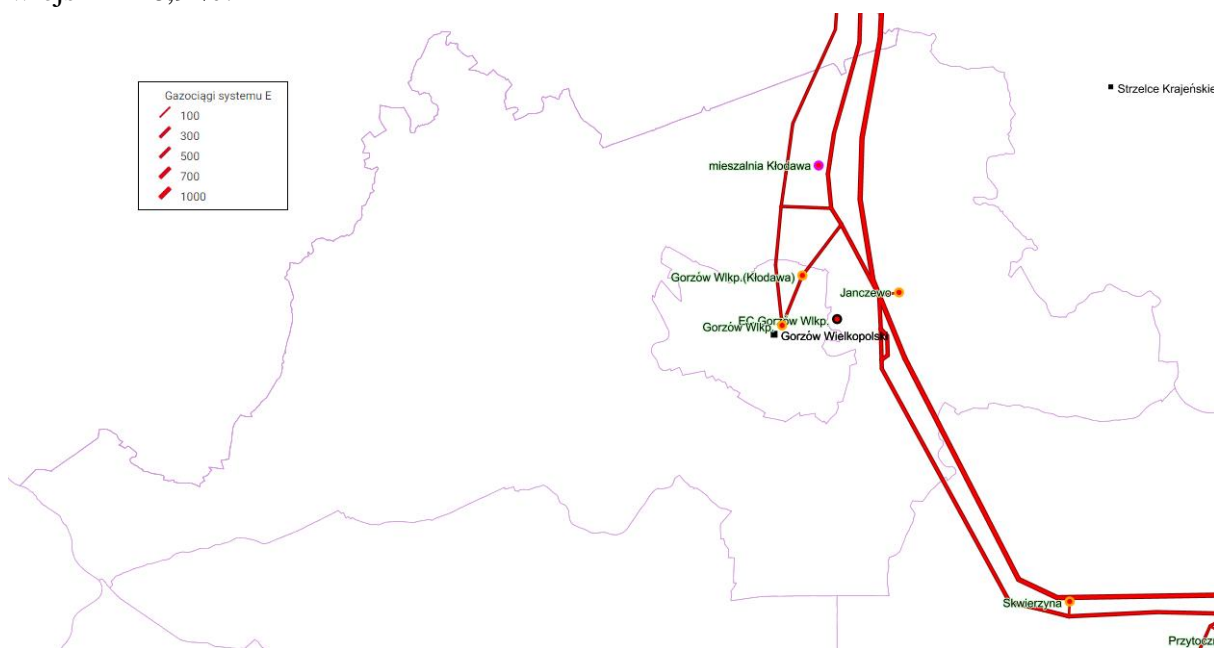 Gazociągi systemu E
100
300
500
700
1000
Strzelce Krajeńskie
mieszalnia Kłodawa
Gorzów Wlkp.(Kłodawa)
Janczewo
EC Gorzów Wlkp.
Gorzów Wlkp.
Gorzów Wielkopolski
Skwierzyna